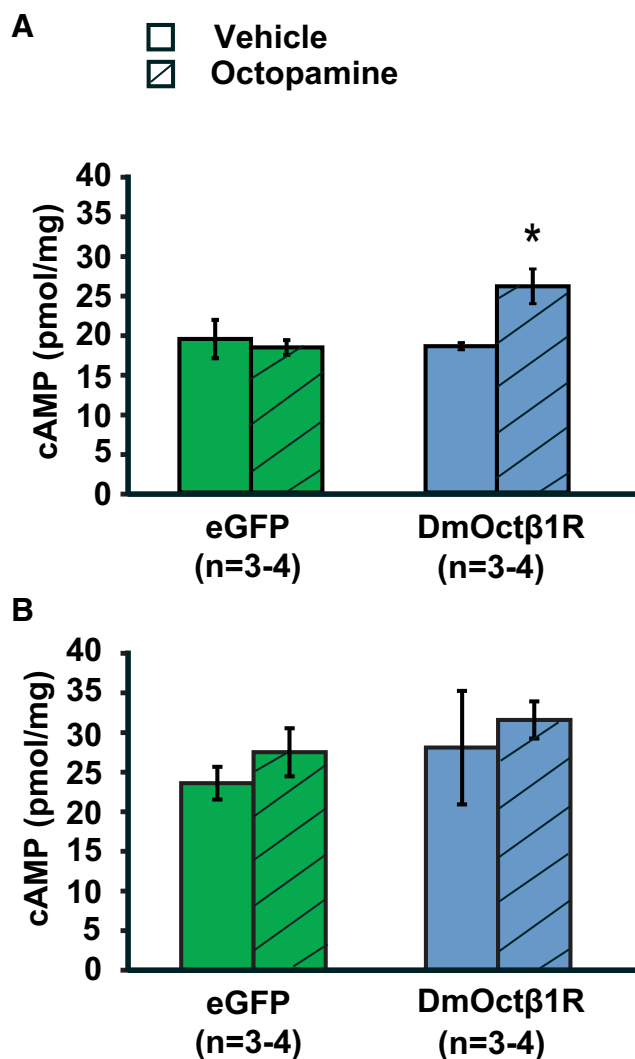 A
Vehicle
Octopamine
cAMP (pmol/mg)
40
35
30
25
20
15
10
5
0
*
eGFP
(n=3-4)
DmOctβ1R
(n=3-4)
B
cAMP (pmol/mg)
40
35
30
25
20
15
10
5
0
eGFP
(n=3-4)
DmOctβ1R
(n=3-4)